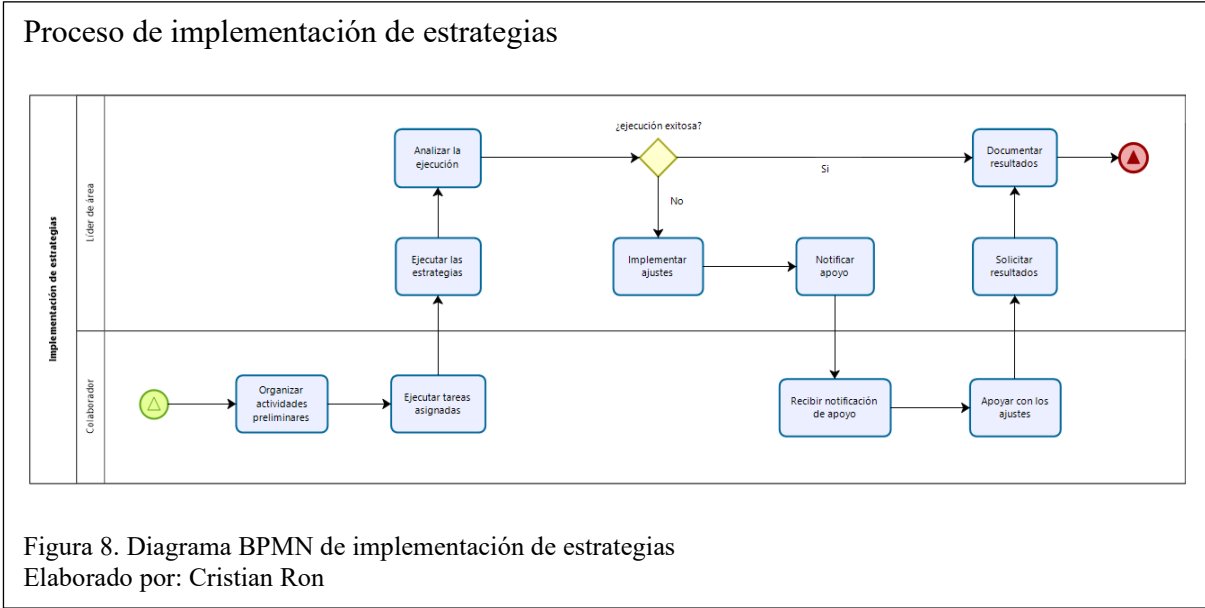 Proceso de implementación de estrategias
Implementación de estrategias
Líder de área
Analizar la
ejecución
¿ejecución exitosa?
Si
No
Documentar
resultados
Ejecutar las
estrategias
Implementar
ajustes
Notificar
apoyo
Solicitar
resultados
Colaborador
Organizar
actividades
preliminares
Ejecutar tareas
asignadas
Recibir notificación
de apoyo
Apoyar con los
ajustes
Figura 8. Diagrama BPMN de implementación de estrategias
Elaborado por: Cristian Ron